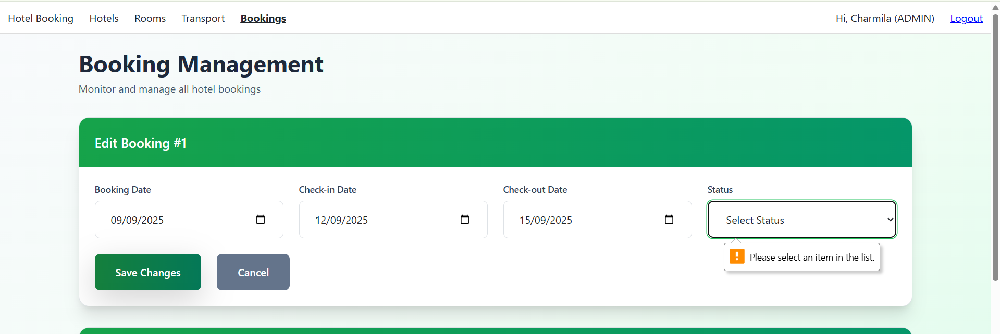 Hotel Booking Hotels Rooms Transport Bookings Hi, Charmila (ADMIN) Logout
Booking Management
Monitor and manage all hotel bookings
Edit Booking #1
Booking Date Check-in Date Check-out Date Status
09/09/2025 12/09/2025 15/09/2025 Select Status
Please select an item in the list.
Save Changes Cancel